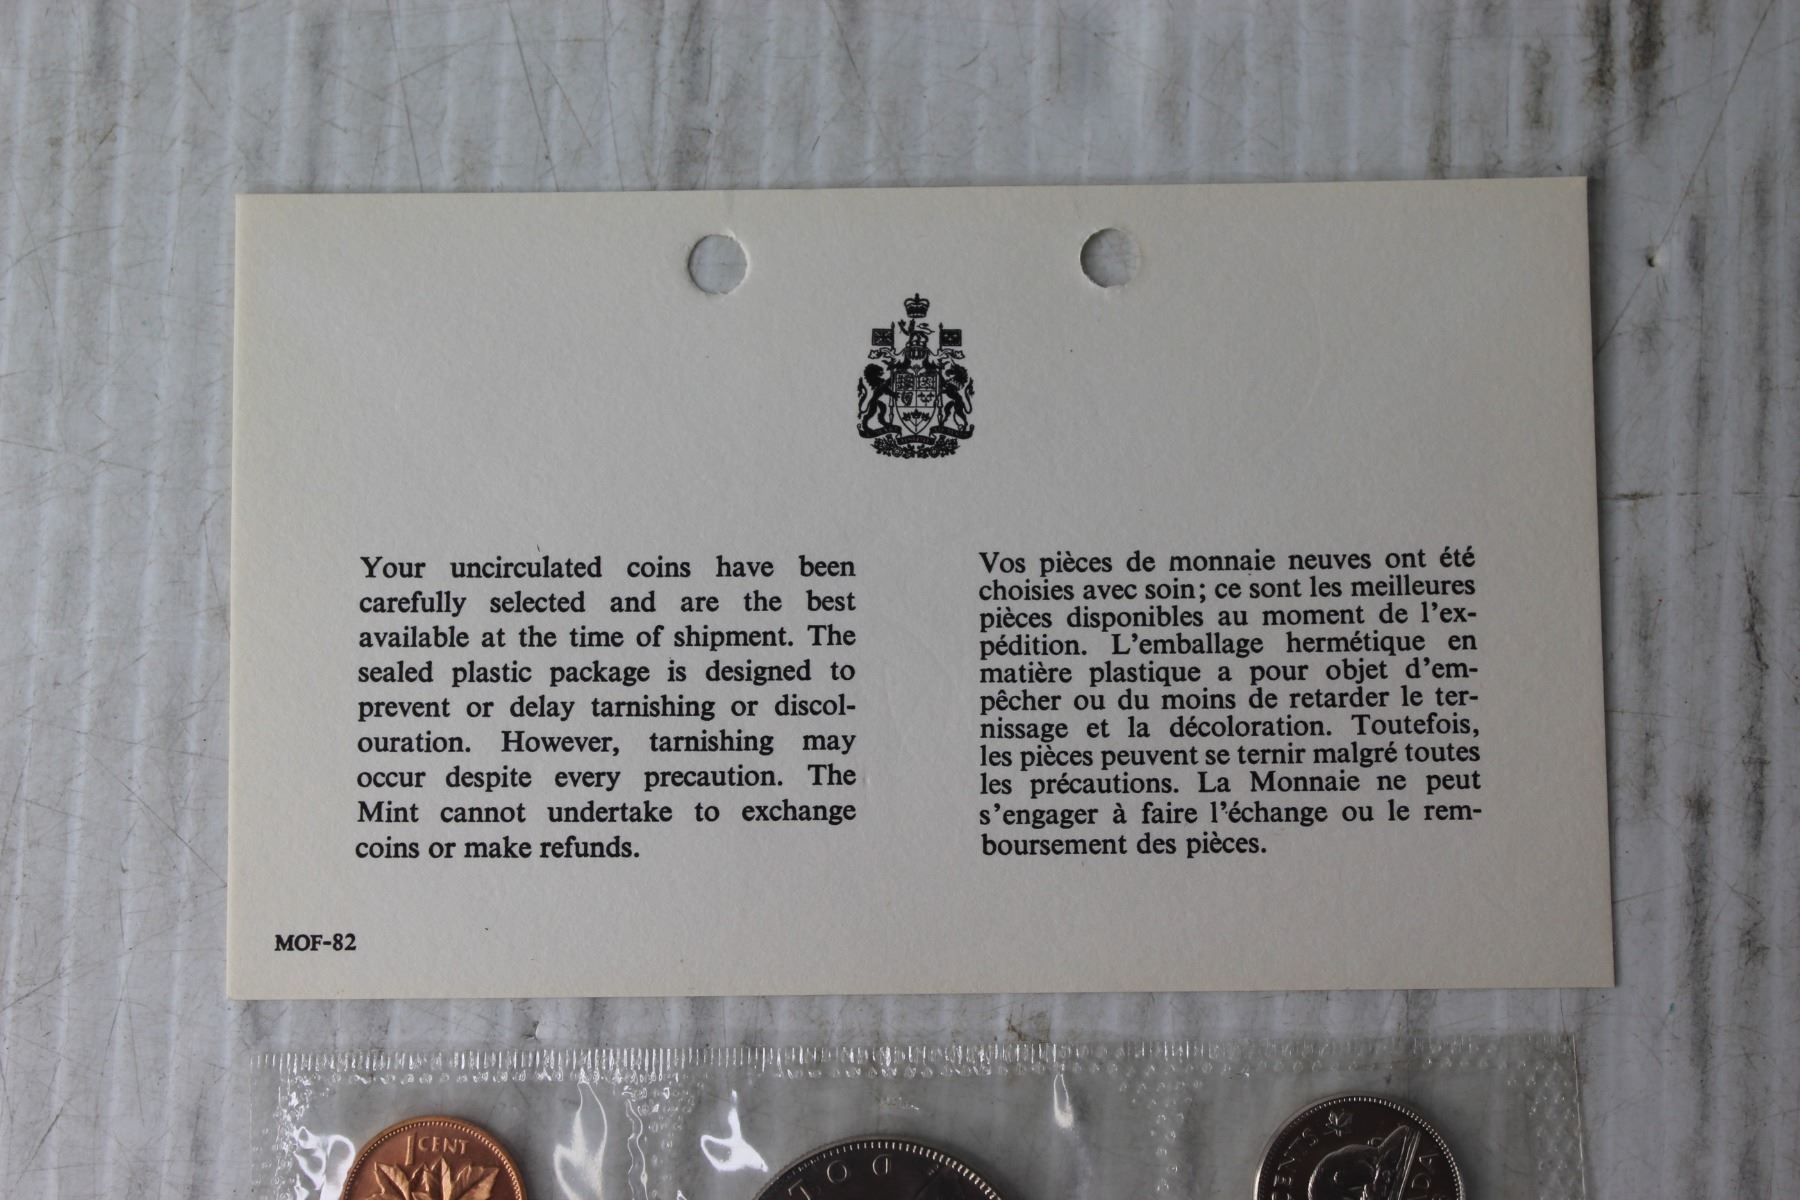 Your uncirculated coins have been
carefully selected and are the best
available at the time of shipment. The
sealed plastic package is designed to
prevent or delay tarnishing or discol-
ouration. However, tarnishing may
occur despite every precaution. The
Mint cannot undertake to exchange
coins or make refunds.
Vos pièces de monnaie neuves ont été
choisies avec soin; ce sont les meilleures
pièces disponibles au moment de l'ex-
pédition. L'emballage hermétique en
matière plastique a pour objet d'em-
pêcher ou du moins de retarder le ter-
nissage et la décoloration. Toutefois,
les pièces peuvent se ternir malgré toutes
les précautions. La Monnaie ne peut
s'engager à faire l'échange ou le rem-
boursement des pièces.
MOF-82
1 CENT